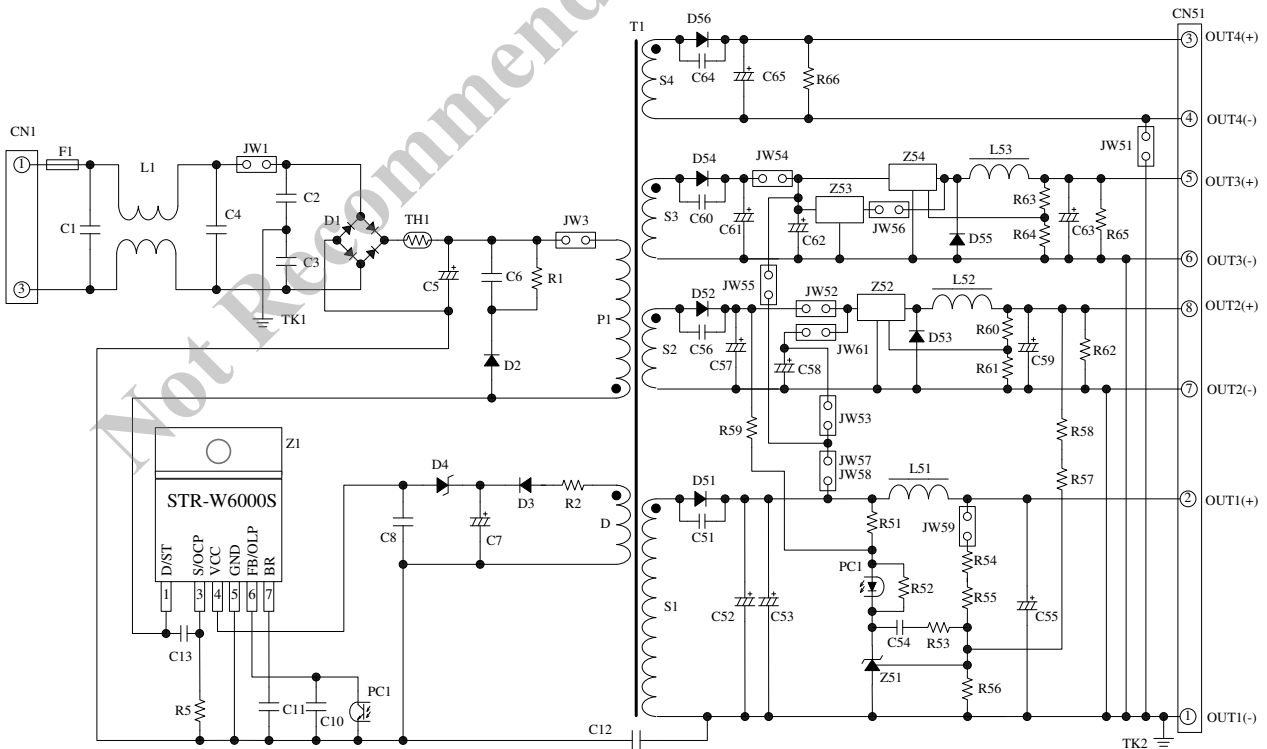 Not Recommend
T1
CN51
D56
3
OUT4(+)
S4
C64
C65
R66
4
OUT4(-)
CN1
F1
L1
JW1
JW51
1
D54
JW54
Z54
L53
5
OUT3(+)
C2
Z53
R63
C1
C4
D1
TH1
JW3
S3
C60
C61
C62
JW56
D55
R64
C63
R65
C3
C5
C6
R1
6
OUT3(-)
3
TK1
JW55
D52
JW52
Z52
L52
8
OUT2(+)
P1
S2
C56
C57
JW61
D53
R60
C59
R62
D2
C58
R61
7
OUT2(-)
JW53
R59
R58
Z1
JW57
JW58
R57
STR-W6000S
D4
D3
R2
D
D51
L51
2
OUT1(+)
C8
C7
C51
R51
JW59
D/ST
S/OCP
VCC
GND
FB/OLP
BR
1
3
4
5
6
7
PC1
R52
R54
R55
S1
C52
C53
C55
C54
R53
C13
Z51
R56
R5
C11
C10
PC1
C12
1
OUT1(-)
TK2